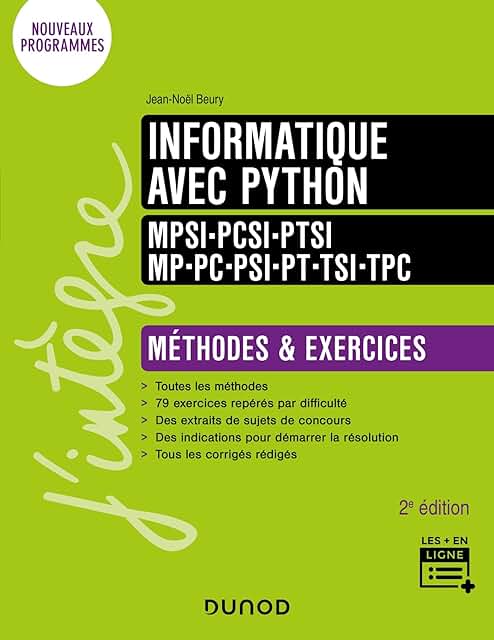 NOUVEAUX
PROGRAMMES
Jean-Noël Beury
INFORMATIQUE
AVEC PYTHON
MPSI-PCSI-PTSI
MP-PC-PSI-PT-TSI-TPC
j'intègre
MÉTHODES & EXERCICES
> Toutes les méthodes
> 79 exercices repérés par difficulté
> Des extraits de sujets de concours
> Des indications pour démarrer la résolution
> Tous les corrigés rédigés
2e édition
LES + EN
LIGNE
DUNOD